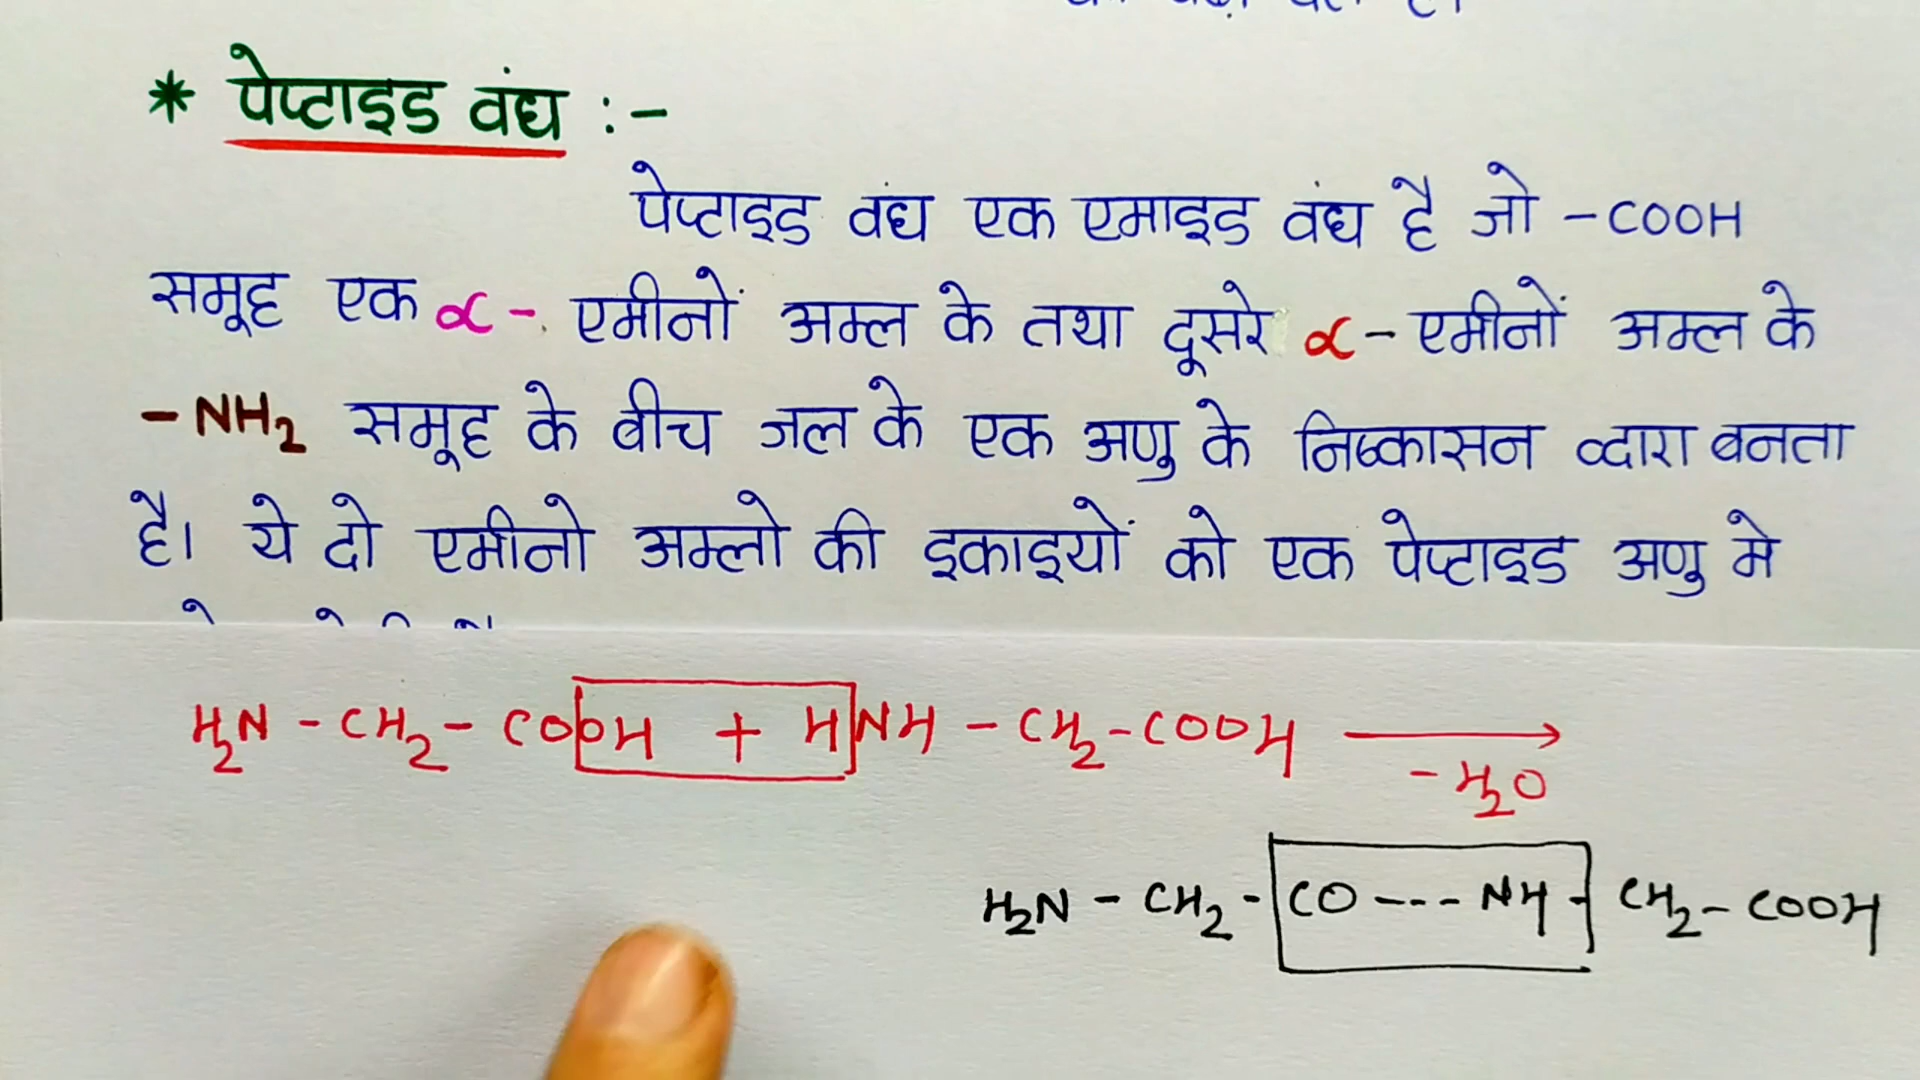 * पेप्टाइड वंघ :-
पेप्टाइड वंघ एक एमाइड वंघ है जो -COOH
समूह एक α- एमीनों अम्ल के तथा दूसरे α-एमीनों अम्ल के
-NH₂ समूह के बीच जल के एक अणु के निष्कासन व्दारा बनता
है। ये दो एमीनो अम्लो की इकाइयों को एक पेप्टाइड अणु मे
H₂N-CH₂-COOH + HNH-CH₂-COOH ⟶
-H₂O
H₂N-CH₂-CO---NH-CH₂-COOH